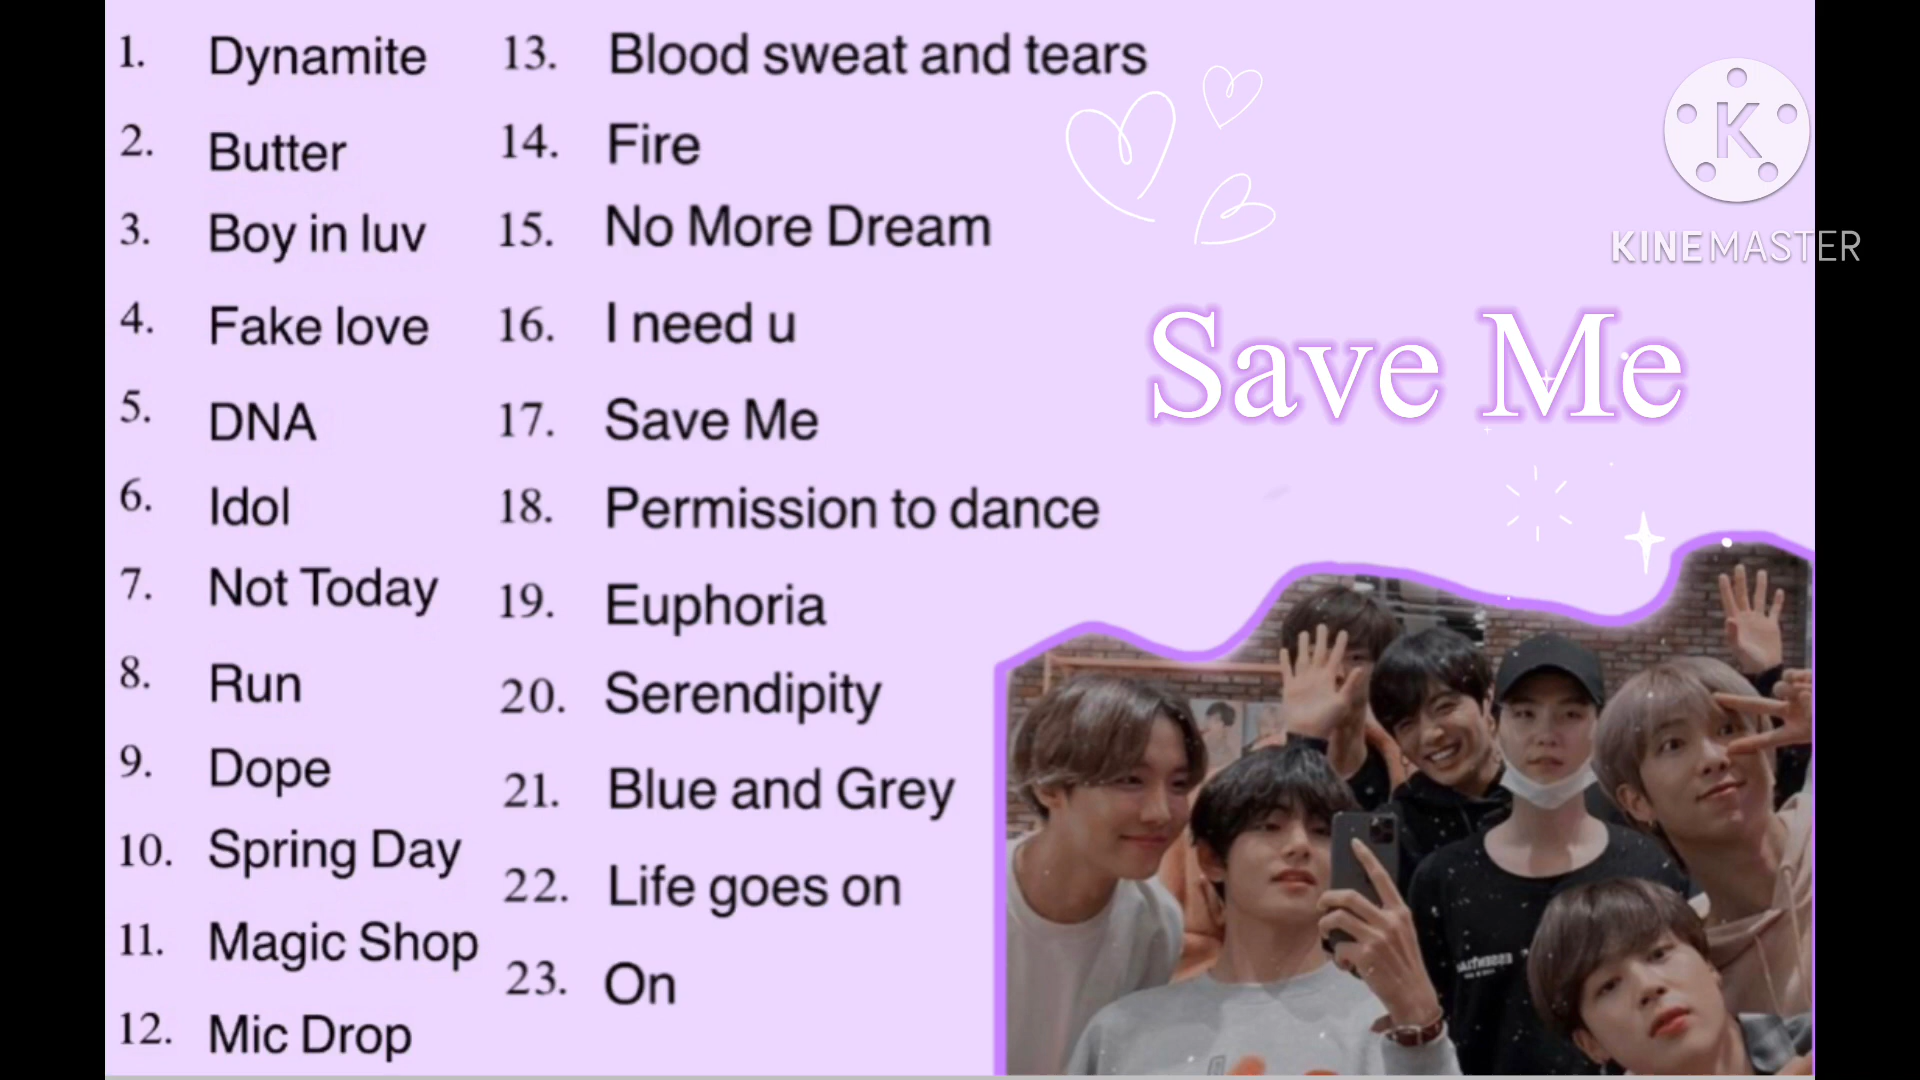 1. Dynamite
2. Butter
3. Boy in luv
4. Fake love
5. DNA
6. Idol
7. Not Today
8. Run
9. Dope
10. Spring Day
11. Magic Shop
12. Mic Drop
13. Blood sweat and tears
14. Fire
15. No More Dream
16. I need u
17. Save Me
18. Permission to dance
19. Euphoria
20. Serendipity
21. Blue and Grey
22. Life goes on
23. On
K
KINEMASTER
Save Me